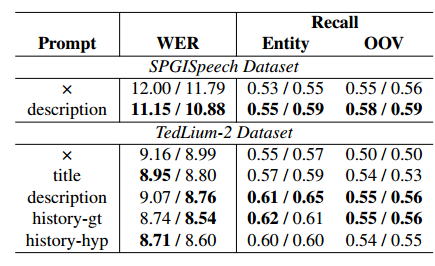 Recall
Prompt WER Entity OOV
SPGISpeech Dataset
× 12.00 / 11.79 0.53 / 0.55 0.55 / 0.56
description 11.15 / 10.88 0.55 / 0.59 0.58 / 0.59
TedLium-2 Dataset
× 9.16 / 8.99 0.55 / 0.57 0.50 / 0.50
title 8.95 / 8.80 0.57 / 0.59 0.54 / 0.53
description 9.07 / 8.76 0.61 / 0.65 0.55 / 0.56
history-gt 8.74 / 8.54 0.62 / 0.61 0.55 / 0.56
history-hyp 8.71 / 8.60 0.60 / 0.60 0.54 / 0.55